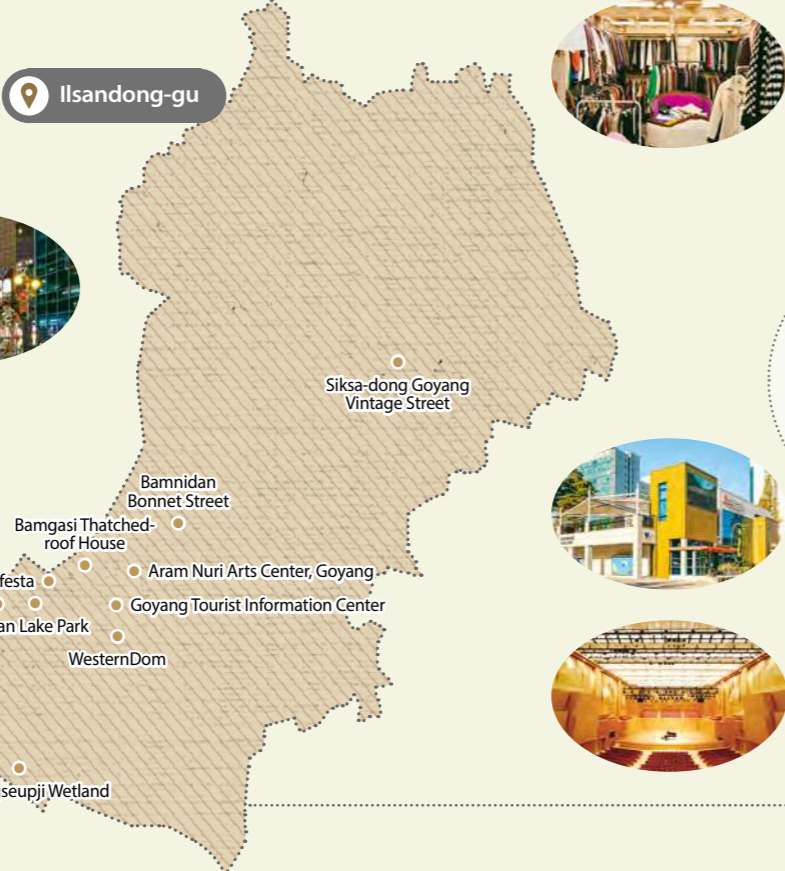 Ilsandong-gu
Siksa-dong Goyang
Vintage Street
Bamnidan
Bonnet Street
Bamgasi Thatched-
roof House
Aram Nuri Arts Center, Goyang
festa
Goyang Tourist Information Center
an Lake Park
WesternDom
seupji Wetland